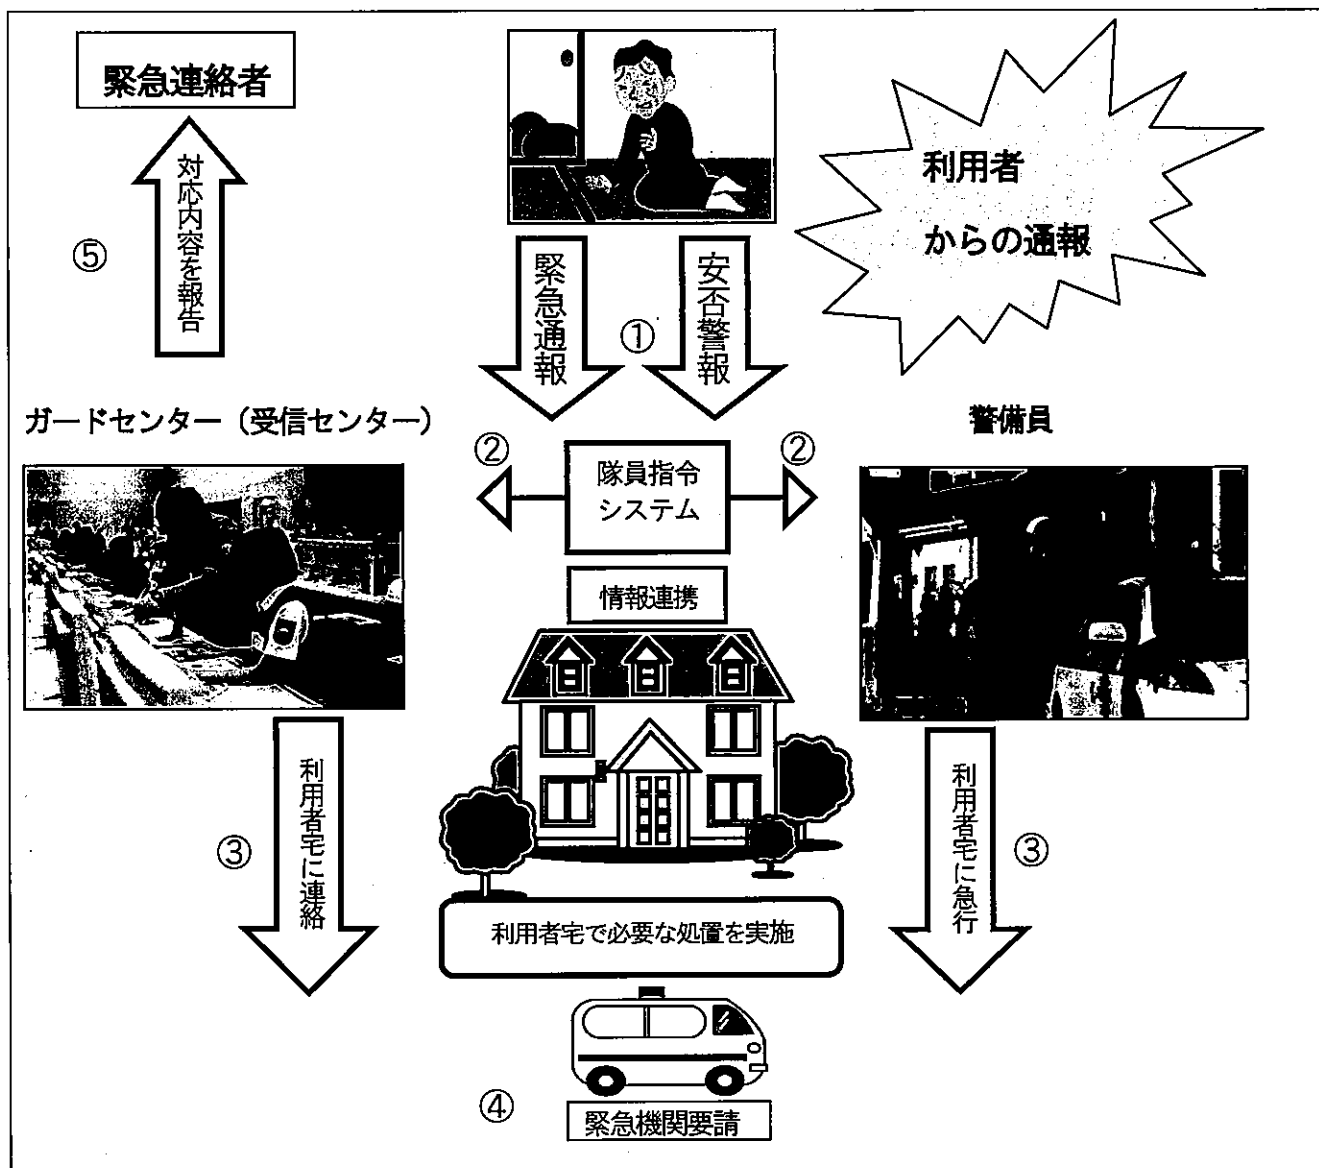 緊急連絡者
対応内容を報告
⑤
利用者
からの通報
緊急通報
①
安否警報
ガードセンター（受信センター）
警備員
②
隊員指令
システム
②
情報連携
③
利用者宅に連絡
利用者宅に急行
③
利用者宅で必要な処置を実施
④
緊急機関要請